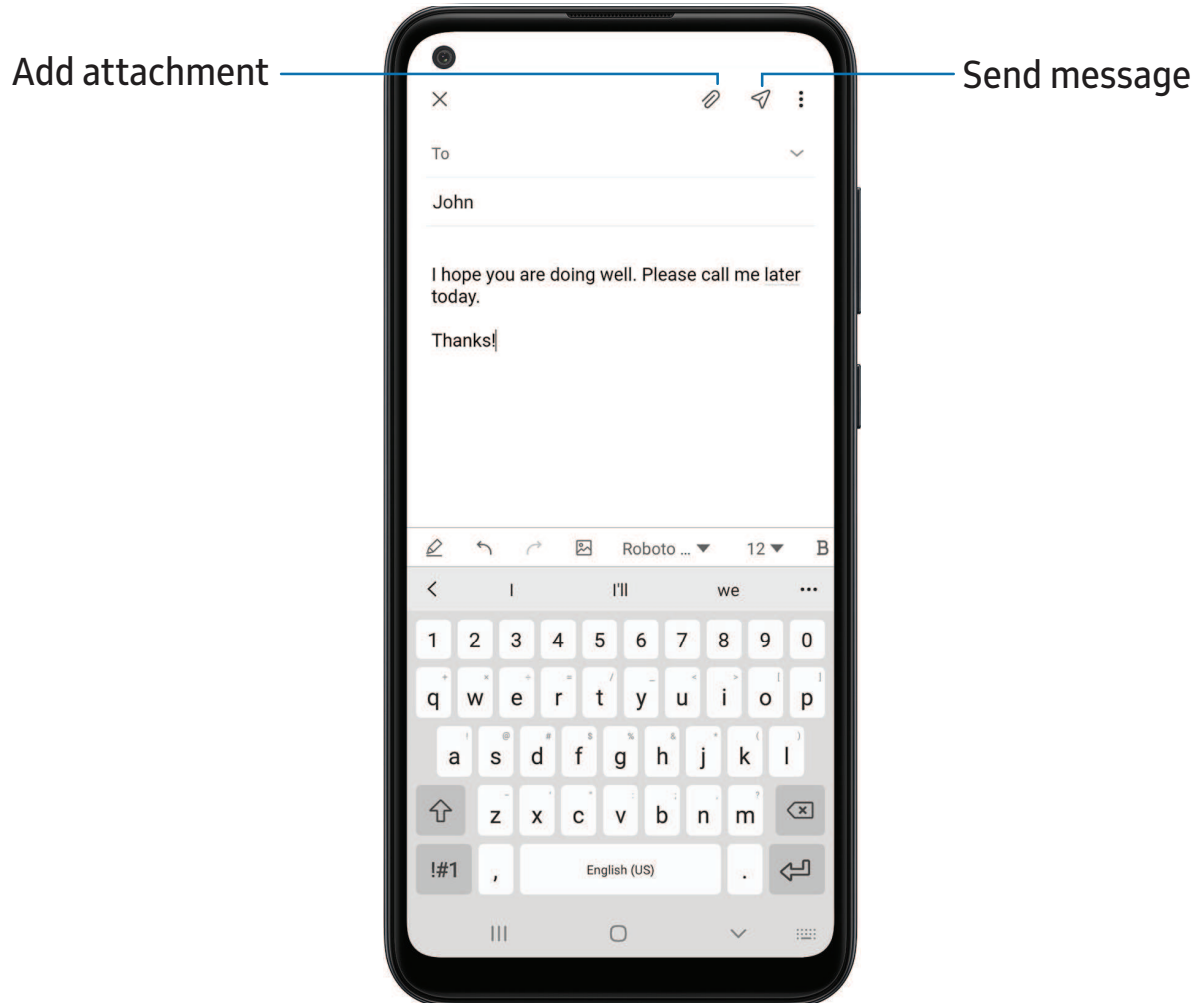 Add attachment
Send message
To
John
I hope you are doing well. Please call me later
today.
Thanks!
Roboto ... 12 B
I I'll we
1 2 3 4 5 6 7 8 9 0
q w e r t y u i o p
a s d f g h j k l
z x c v b n m
!#1 , English (US) .